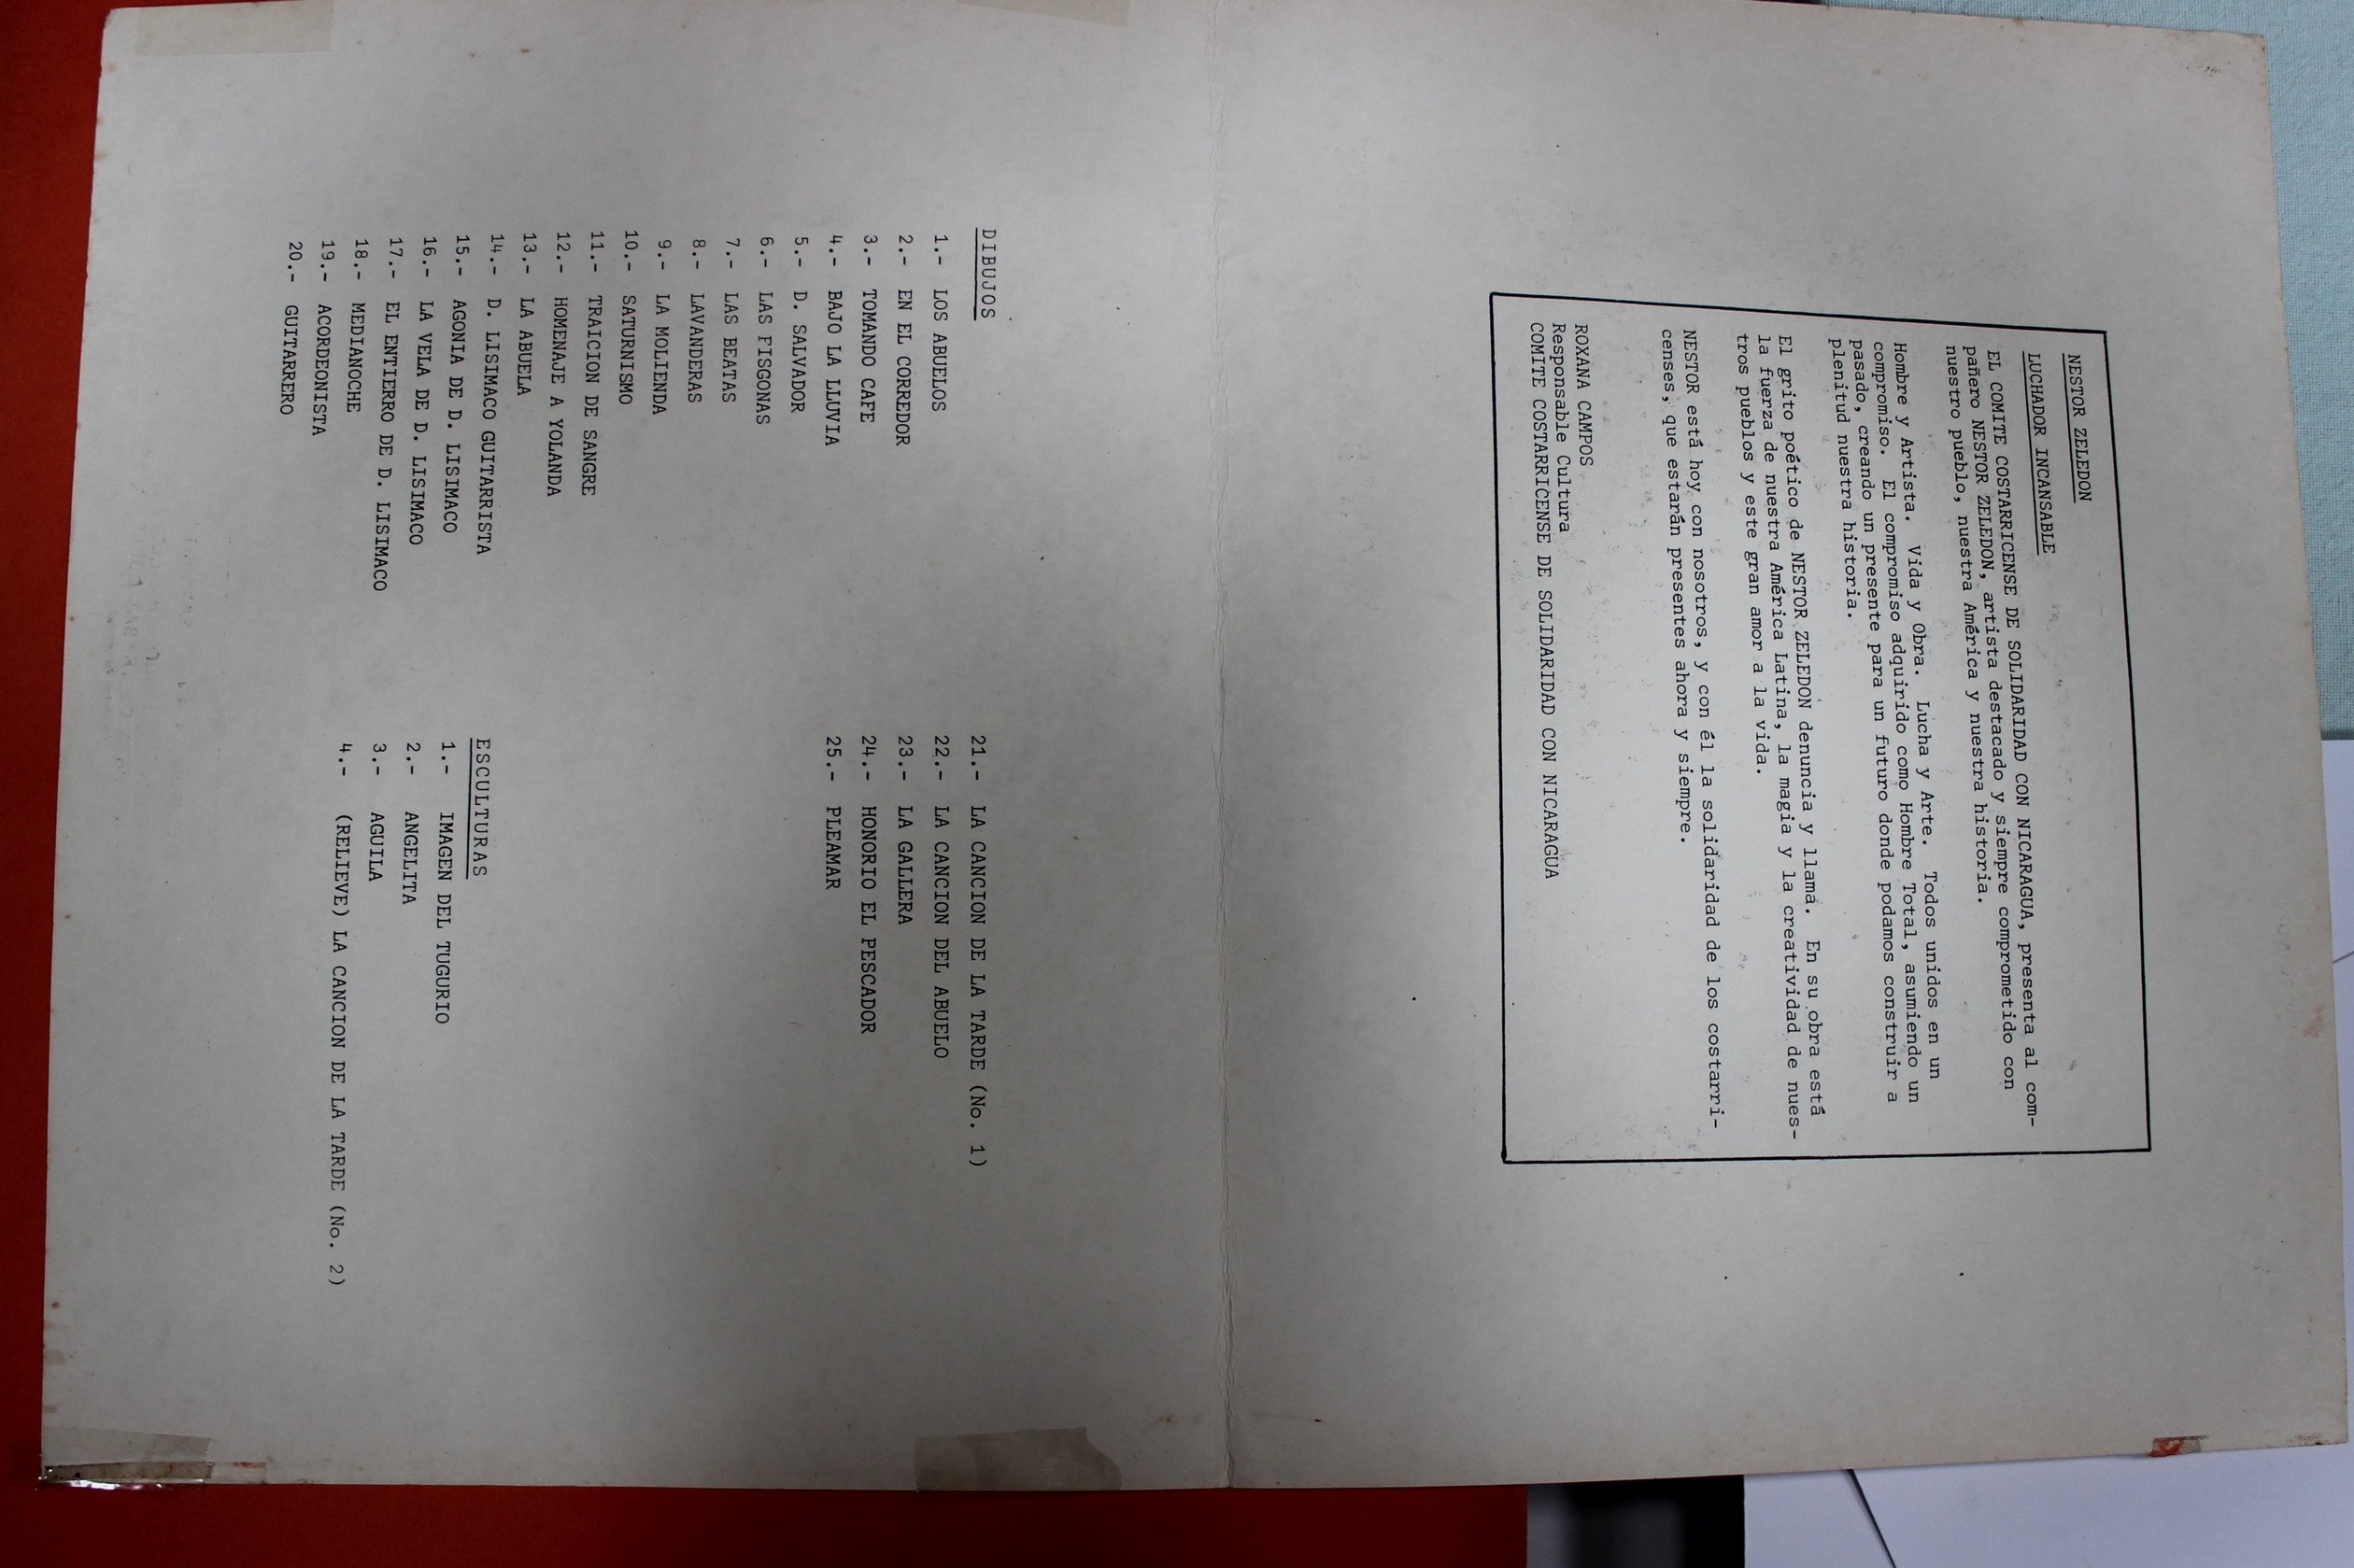 NESTOR ZELEDON
LUCHADOR INCANSABLE
EL COMITE COSTARRICENSE DE SOLIDARIDAD CON NICARAGUA, presenta al com-
pañero NESTOR ZELEDON, artista destacado y siempre comprometido con
nuestro pueblo, nuestra América y nuestra historia.
Hombre y Artista. Vida y Obra. Lucha y Arte. Todos unidos en un
compromiso. El compromiso adquirido como Hombre Total, asumiendo un
pasado, creando un presente para un futuro donde podamos construir a
plenitud nuestra historia.
El grito poético de NESTOR ZELEDON denuncia y llama. En su obra está
la fuerza de nuestra América Latina, la magia y la creatividad de nues-
tros pueblos y este gran amor a la vida.
NESTOR está hoy con nosotros, y con él la solidaridad de los costarri-
censes, que estarán presentes ahora y siempre.
ROXANA CAMPOS
Responsable Cultura
COMITE COSTARRICENSE DE SOLIDARIDAD CON NICARAGUA
DIBUJOS
1.- LOS ABUELOS
2.- EN EL CORREDOR
3.- TOMANDO CAFE
4.- BAJO LA LLUVIA
5.- D. SALVADOR
6.- LAS FISGONAS
7.- LAS BEATAS
8.- LAVANDERAS
9.- LA MOLIENDA
10.- SATURNISMO
11.- TRAICION DE SANGRE
12.- HOMENAJE A YOLANDA
13.- LA ABUELA
14.- D. LISIMACO GUITARRISTA
15.- AGONIA DE D. LISIMACO
16.- LA VELA DE D. LISIMACO
17.- EL ENTIERRO DE D. LISIMACO
18.- MEDIANOCHE
19.- ACORDEONISTA
20.- GUITARRERO
21.- LA CANCION DE LA TARDE (No. 1)
22.- LA CANCION DEL ABUELO
23.- LA GALLERA
24.- HONORIO EL PESCADOR
25.- PLEAMAR
ESCULTURAS
1.- IMAGEN DEL TUGURIO
2.- ANGELITA
3.- AGUILA
4.- (RELIEVE) LA CANCION DE LA TARDE (No. 2)